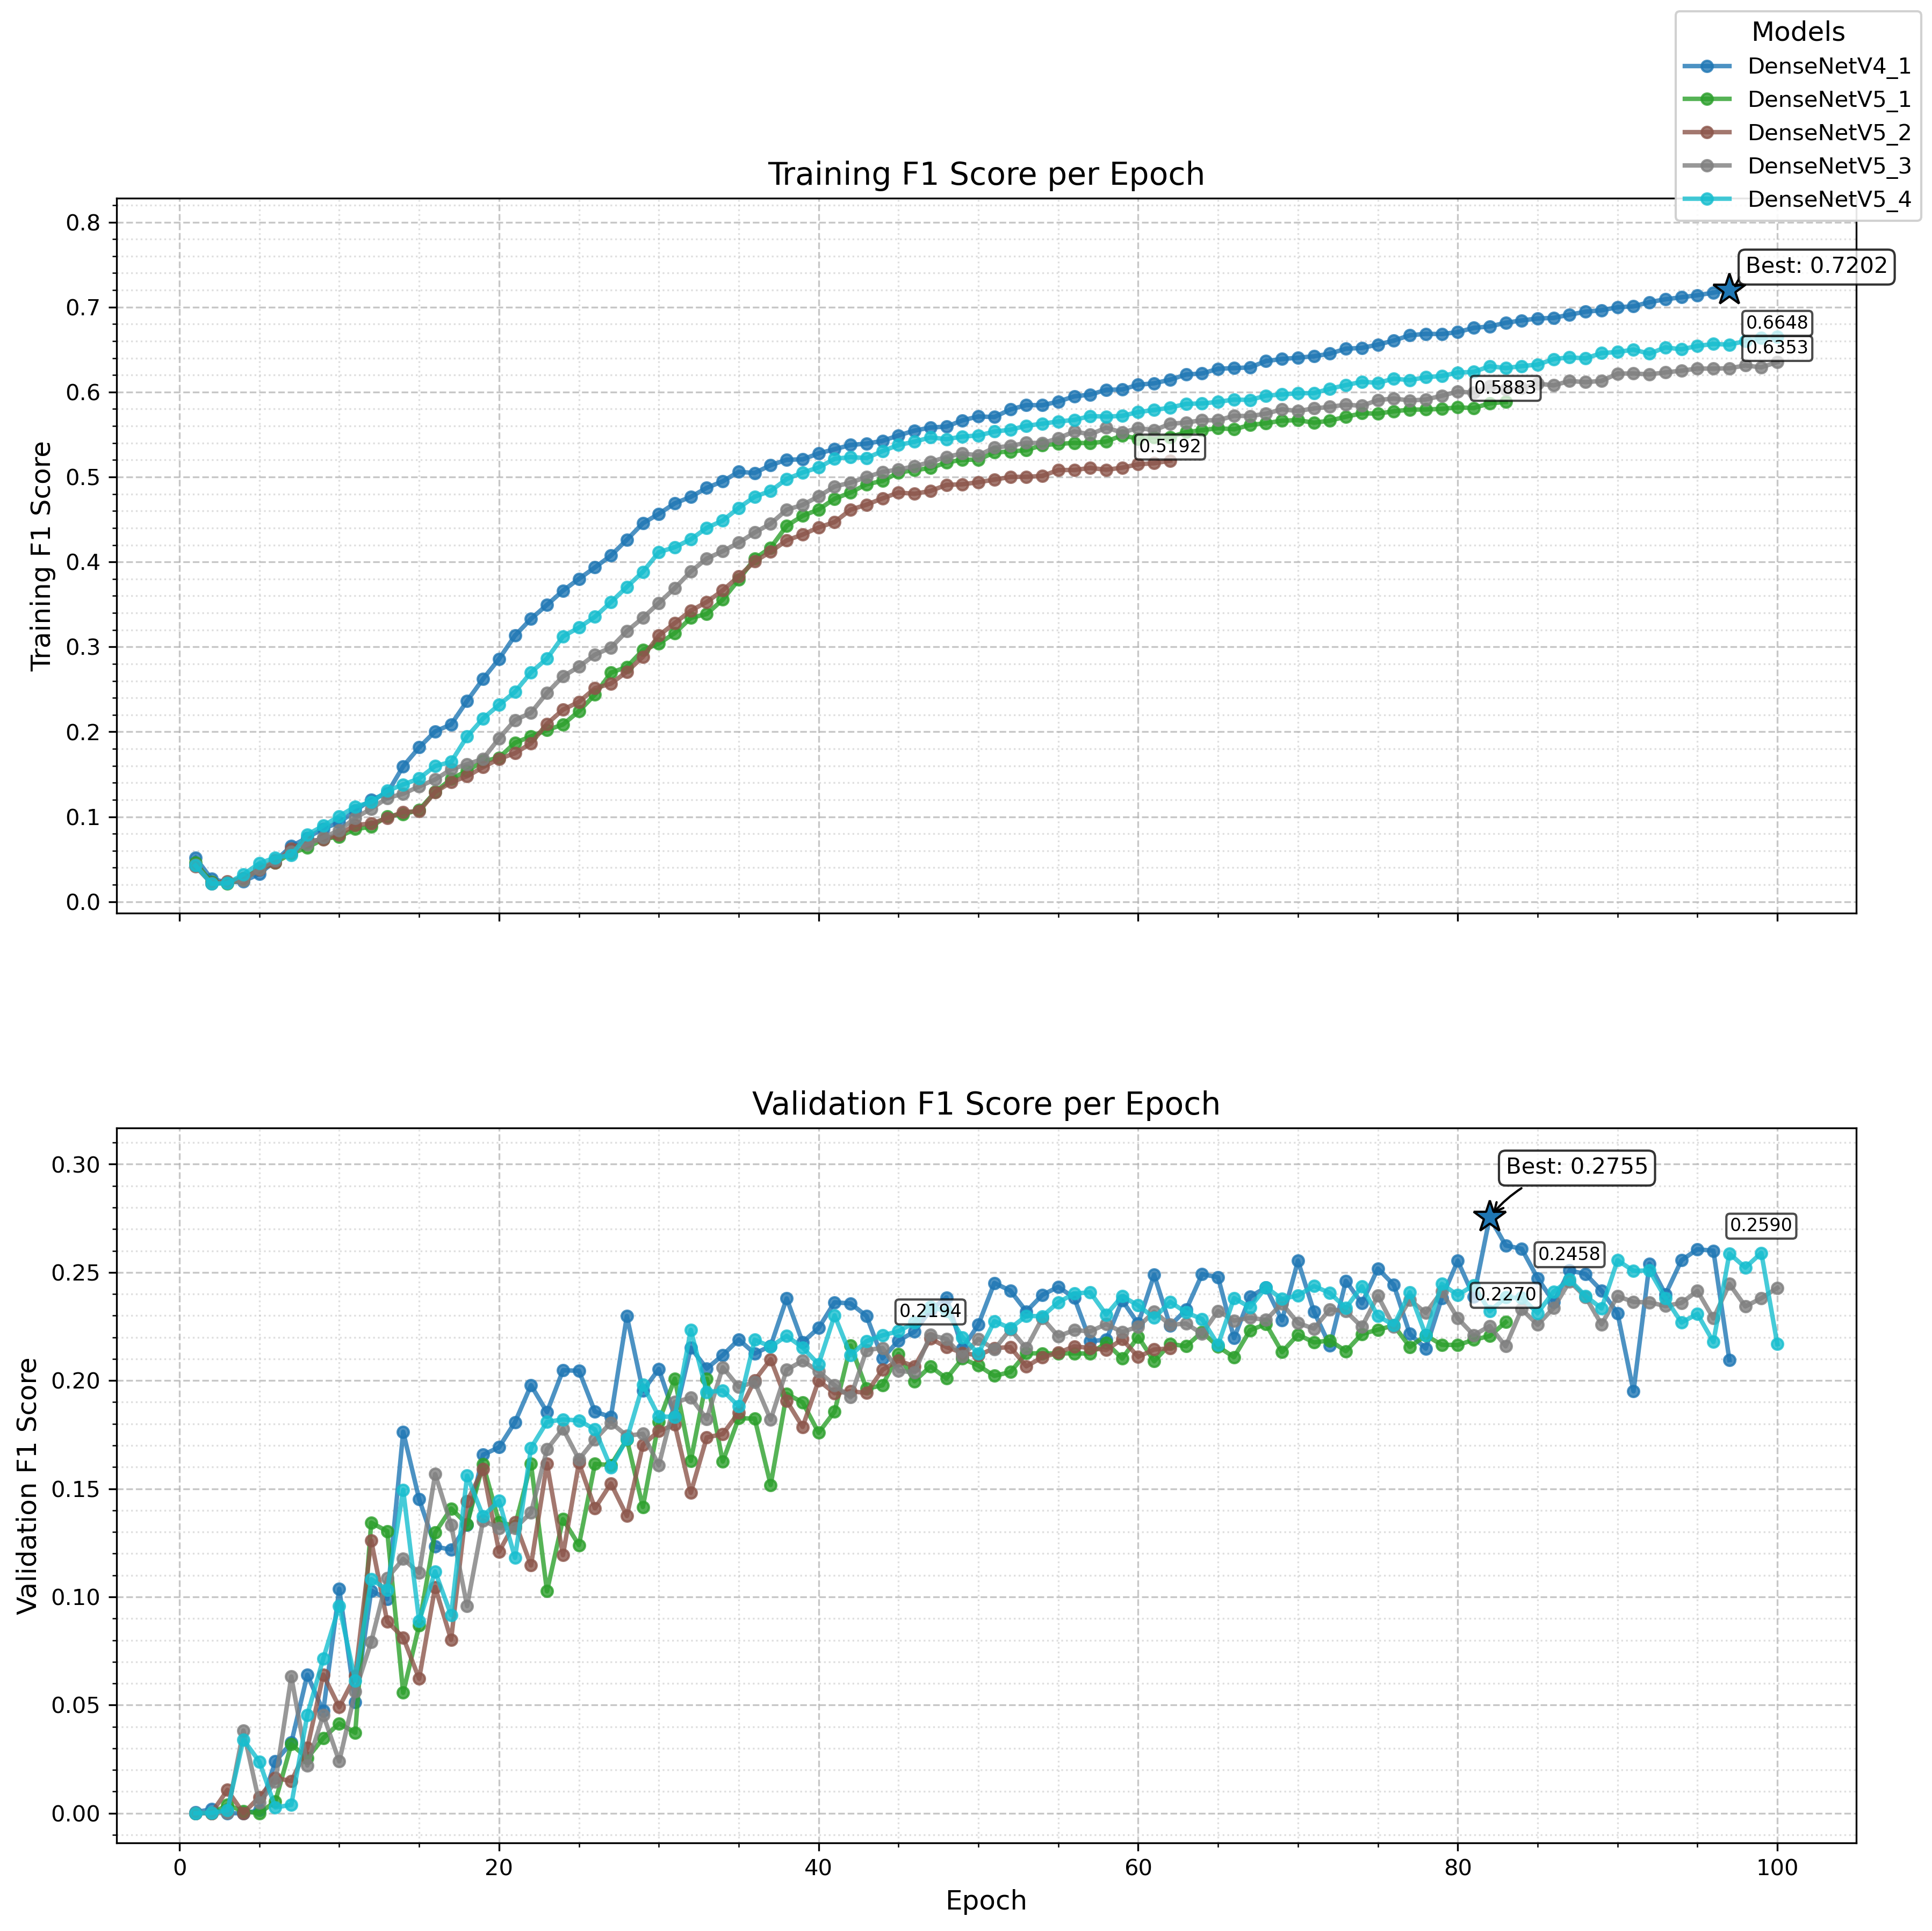 Models
DenseNetV4_1
DenseNetV5_1
DenseNetV5_2
DenseNetV5_3
DenseNetV5_4
Training F1 Score per Epoch
Training F1 Score
0.8
0.7
0.6
0.5
0.4
0.3
0.2
0.1
0.0
Best: 0.7202
0.6648
0.6353
0.5883
0.5192
Validation F1 Score per Epoch
Validation F1 Score
0.30
0.25
0.20
0.15
0.10
0.05
0.00
Best: 0.2755
0.2590
0.2458
0.2270
0.2194
0 20 40 60 80 100
Epoch